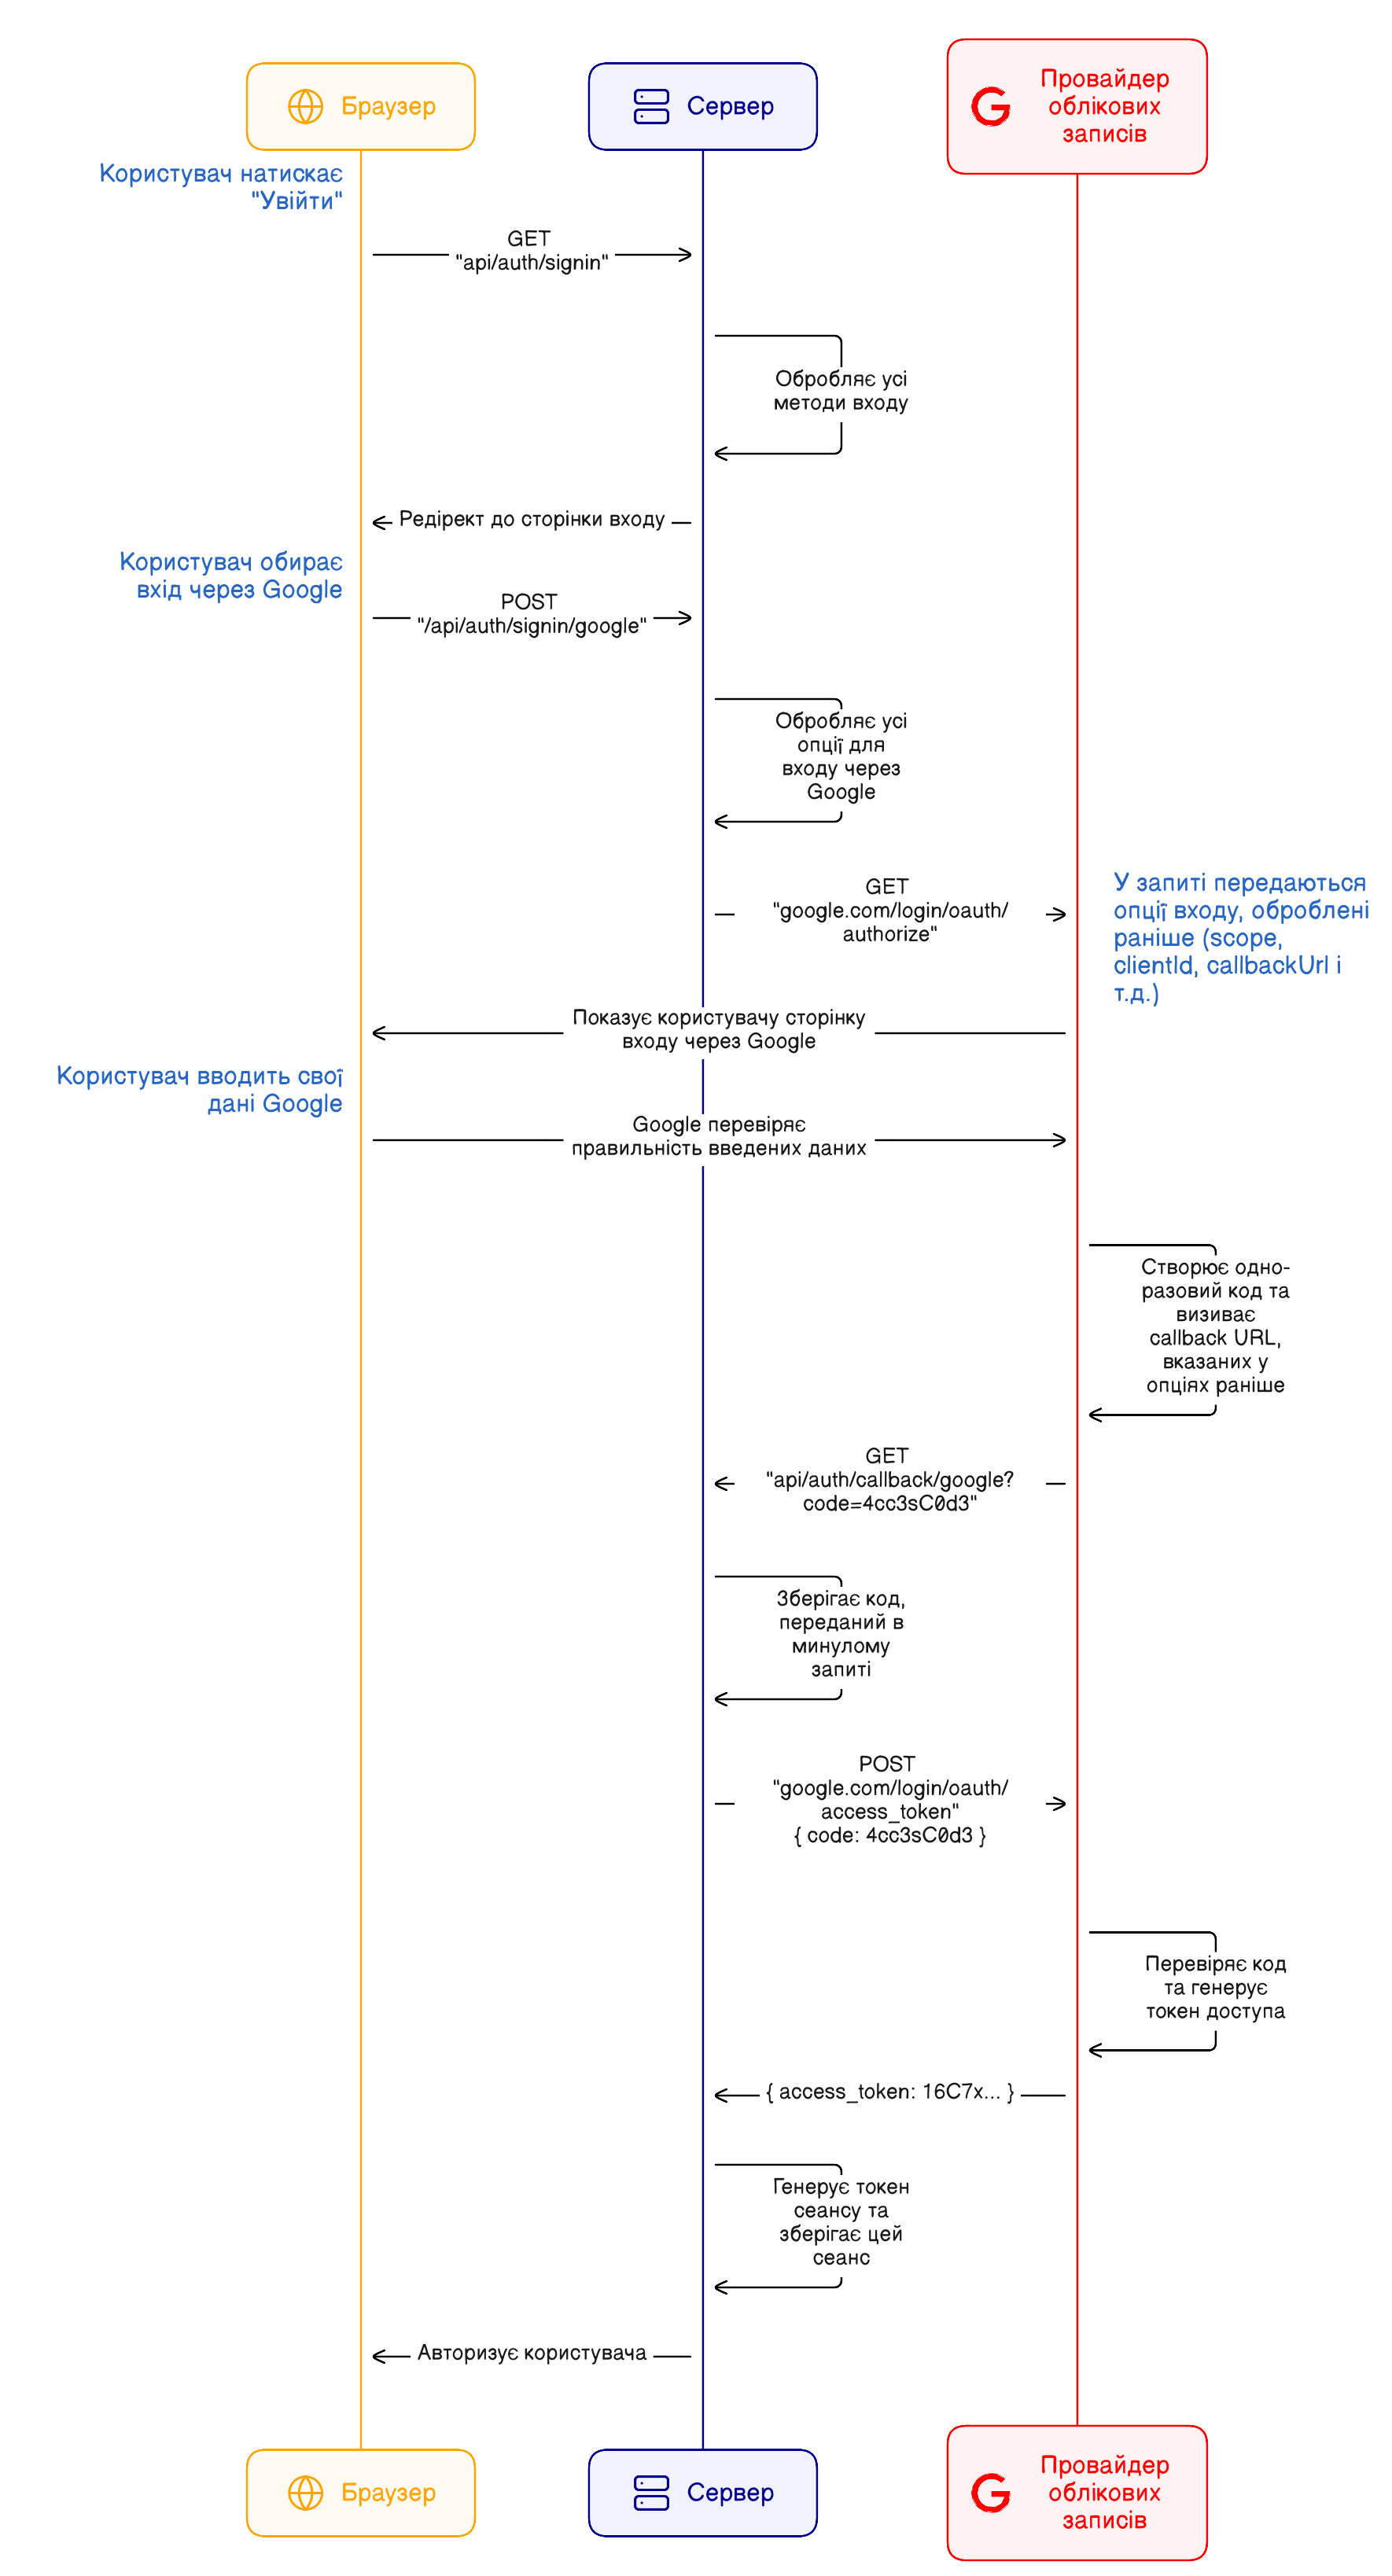 Браузер
Сервер
Провайдер
облікових
записів
Користувач натискає
"Увійти"
GET
"api/auth/signin"
Обробляє усі
методи входу
Редірект до сторінки входу
Користувач обирає
вхід через Google
POST
"/api/auth/signin/google"
Обробляє усі
опції для
входу через
Google
GET
"google.com/login/oauth/
authorize"
У запиті передаються
опції входу, оброблені
раніше (scope,
clientId, callbackUrl і
т.д.)
Показує користувачу сторінку
входу через Google
Користувач вводить свої
дані Google
Google перевіряє
правильність введених даних
Створює одно-
разовий код та
визиває
callback URL,
вказаних у
опціях раніше
GET
"api/auth/callback/google?
code=4cc3sC0d3"
Зберігає код,
переданий в
минулому
запиті
POST
"google.com/login/oauth/
access_token"
{ code: 4cc3sC0d3 }
Перевіряє код
та генерує
токен доступа
{ access_token: 16C7x... }
Генерує токен
сеансу та
зберігає цей
сеанс
Авторизує користувача
Браузер
Сервер
Провайдер
облікових
записів